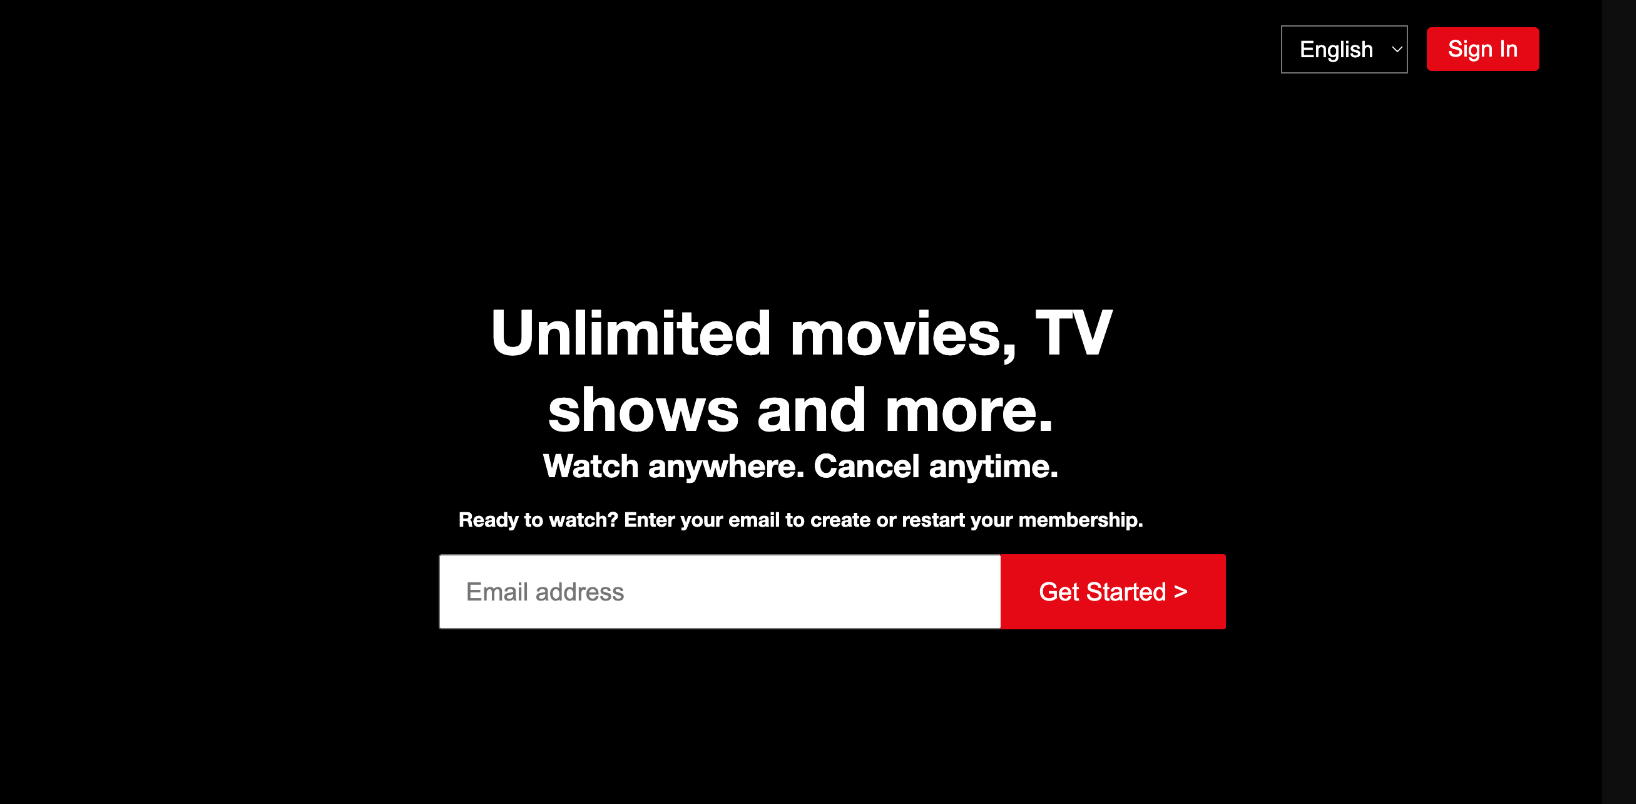 English
Sign In
Unlimited movies, TV
shows and more.
Watch anywhere. Cancel anytime.
Ready to watch? Enter your email to create or restart your membership.
Email address
Get Started >